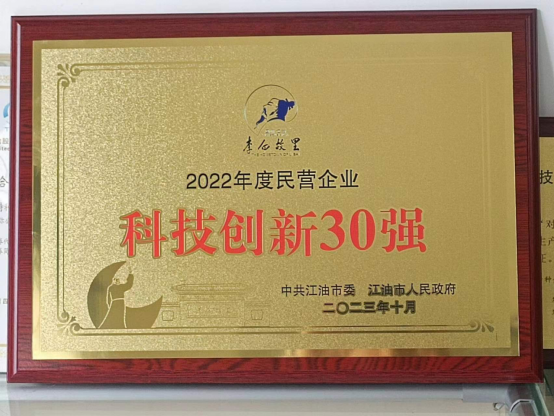 李白故里
2022年度民营企业
科技创新30强
中共江油市委 江油市人民政府
二〇二三年十月
技